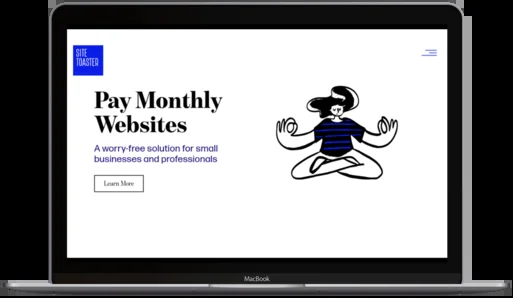 SITE
TOASTER
Pay Monthly
Websites
A worry-free solution for small
businesses and professionals
Learn More
MacBook